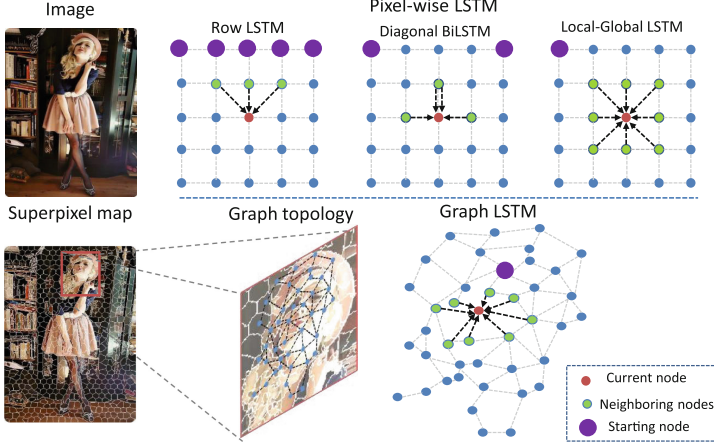 Image
Pixel-wise LSTM
Row LSTM
Diagonal BiLSTM
Local-Global LSTM
Superpixel map
Graph topology
Graph LSTM
Current node
Neighboring nodes
Starting node